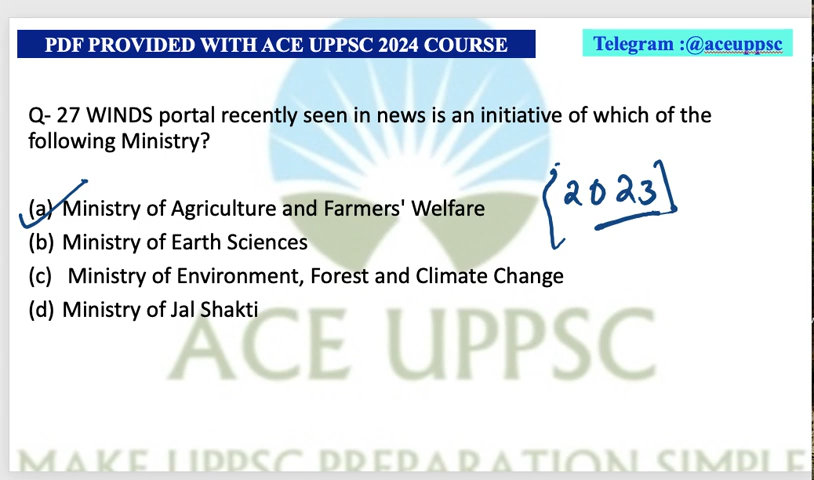 PDF PROVIDED WITH ACE UPPSC 2024 COURSE
Telegram :@aceuppsc
Q- 27 WINDS portal recently seen in news is an initiative of which of the
following Ministry?
2023
(a) Ministry of Agriculture and Farmers' Welfare
(b) Ministry of Earth Sciences
(c) Ministry of Environment, Forest and Climate Change
(d) Ministry of Jal Shakti
ACE UPPSC
MAKE UPPSC PREPARATION SIMPLE